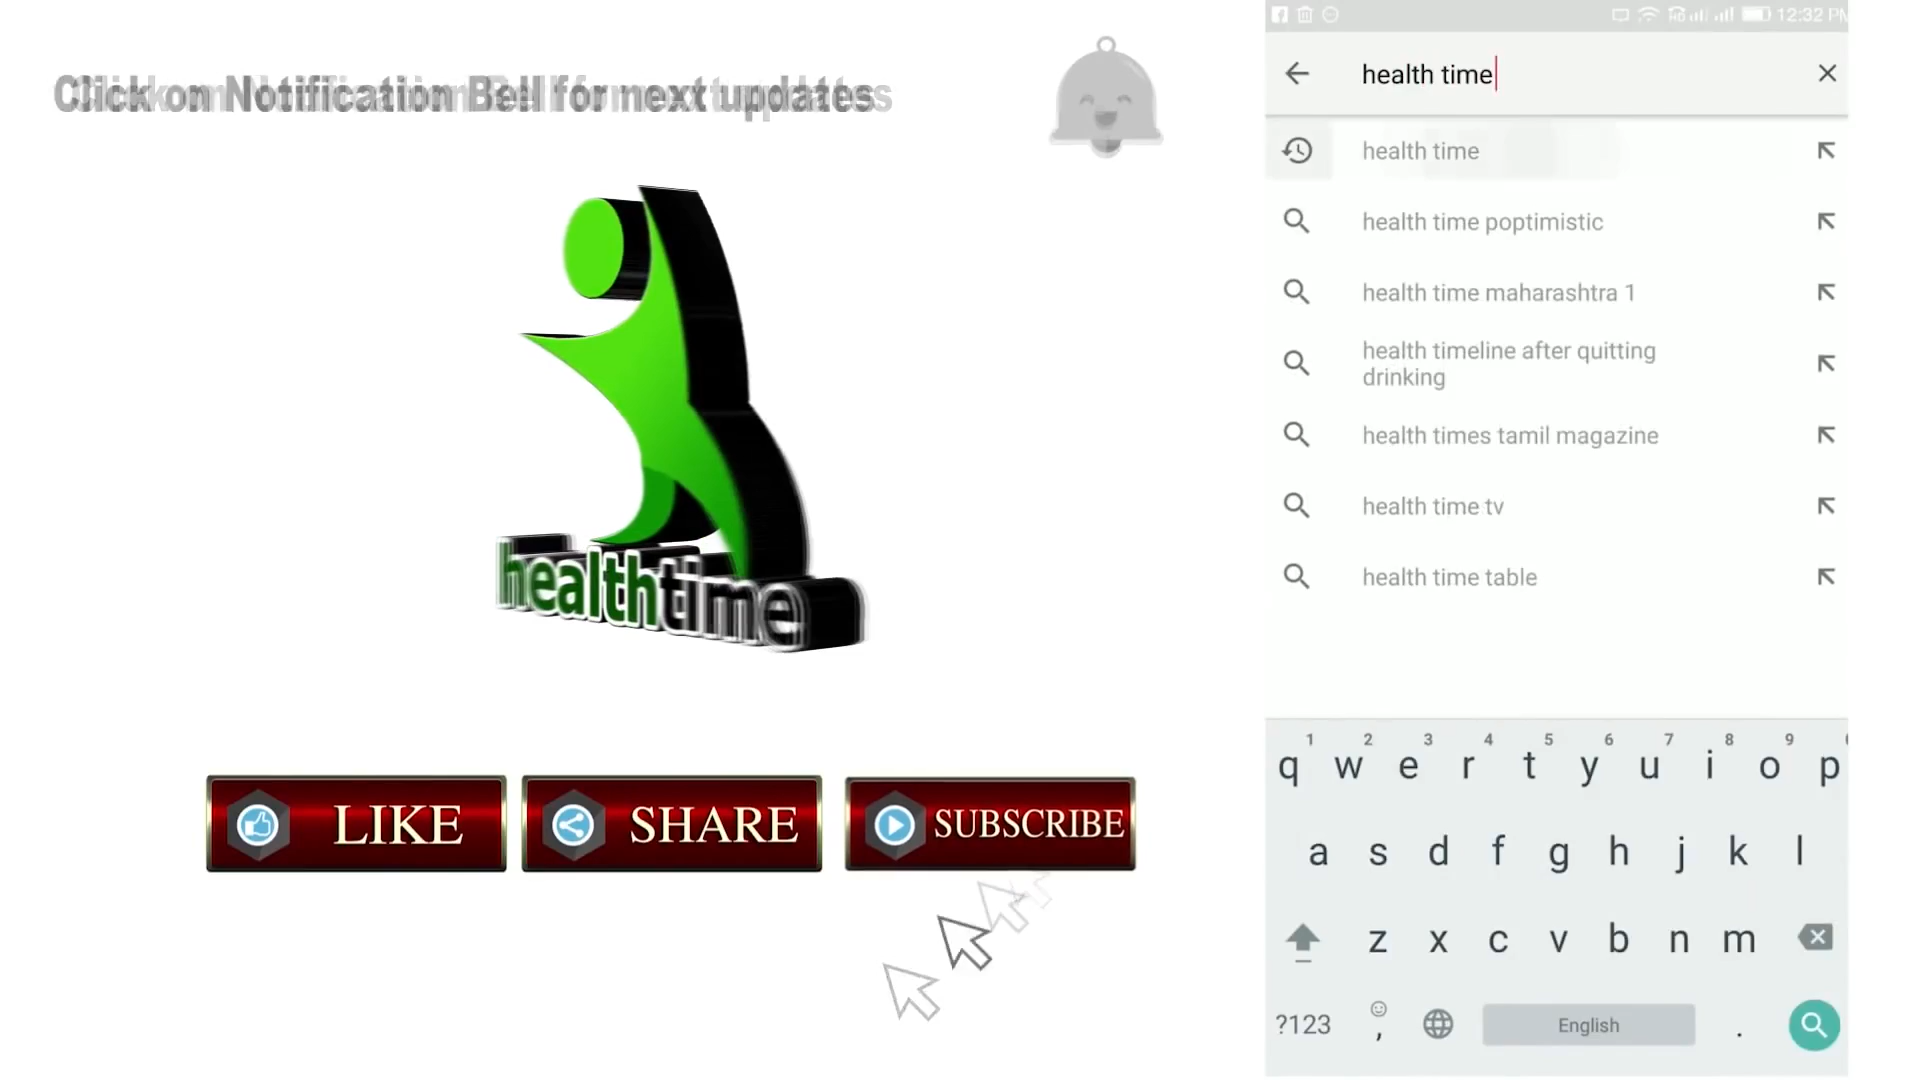 Click on Notification Bell for next updates
healthtime
LIKE
SHARE
SUBSCRIBE
12:32 PM
health time
health time
health time poptimistic
health time maharashtra 1
health timeline after quitting
drinking
health times tamil magazine
health time tv
health time table
1 2 3 4 5 6 7 8 9
q w e r t y u i o p
a s d f g h j k l
z x c v b n m
?123 , English .